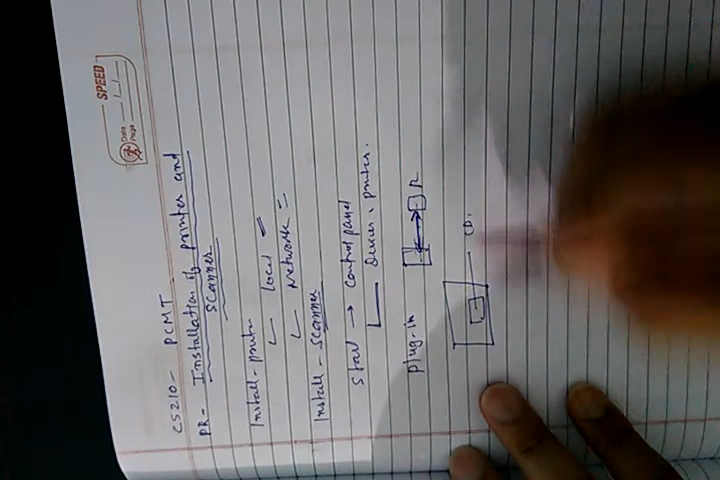 SPEED
Date
Page
CS210- PCMT
PR- Installation of printer and
scanner
Install - printer
Local
Network
Install - Scanner
Start → control panel
Devices & printer.
Plug-in
CD.